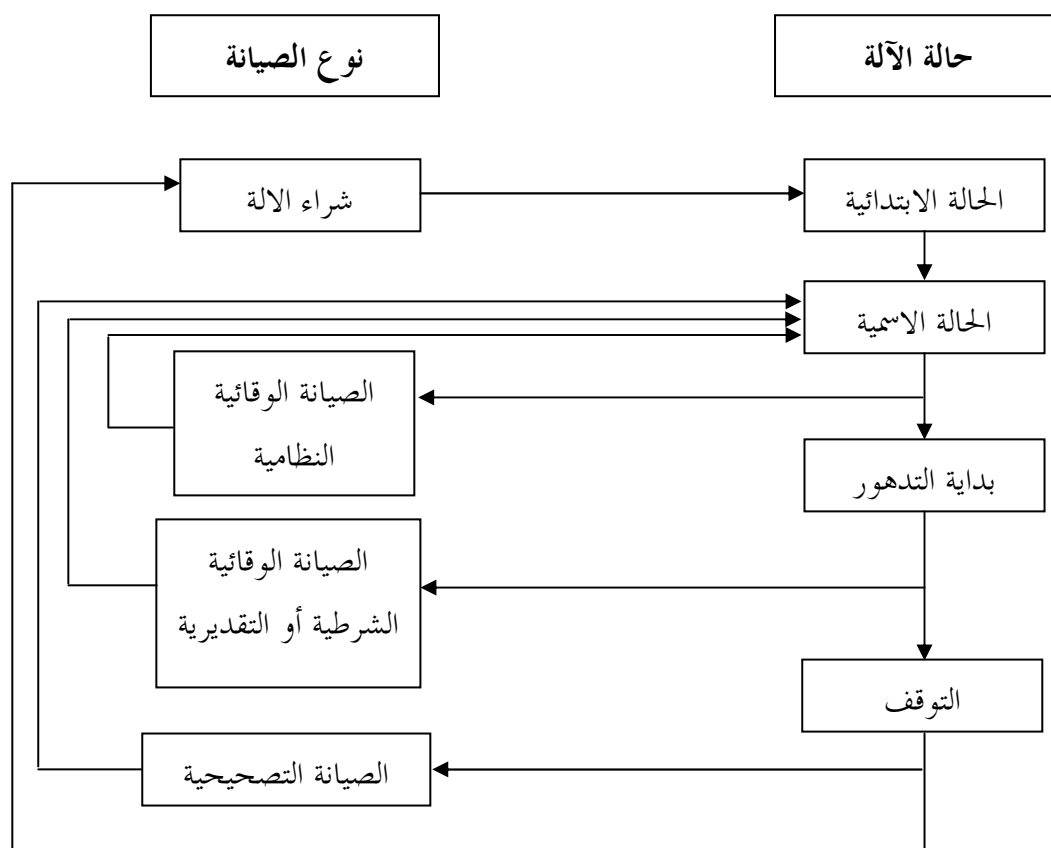 حالة الآلة
نوع الصيانة
الحالة الابتدائية
شراء الالة
الحالة الاسمية
الصيانة الوقائية
النظامية
بداية التدهور
الصيانة الوقائية
الشرطية أو التقديرية
التوقف
الصيانة التصحيحية